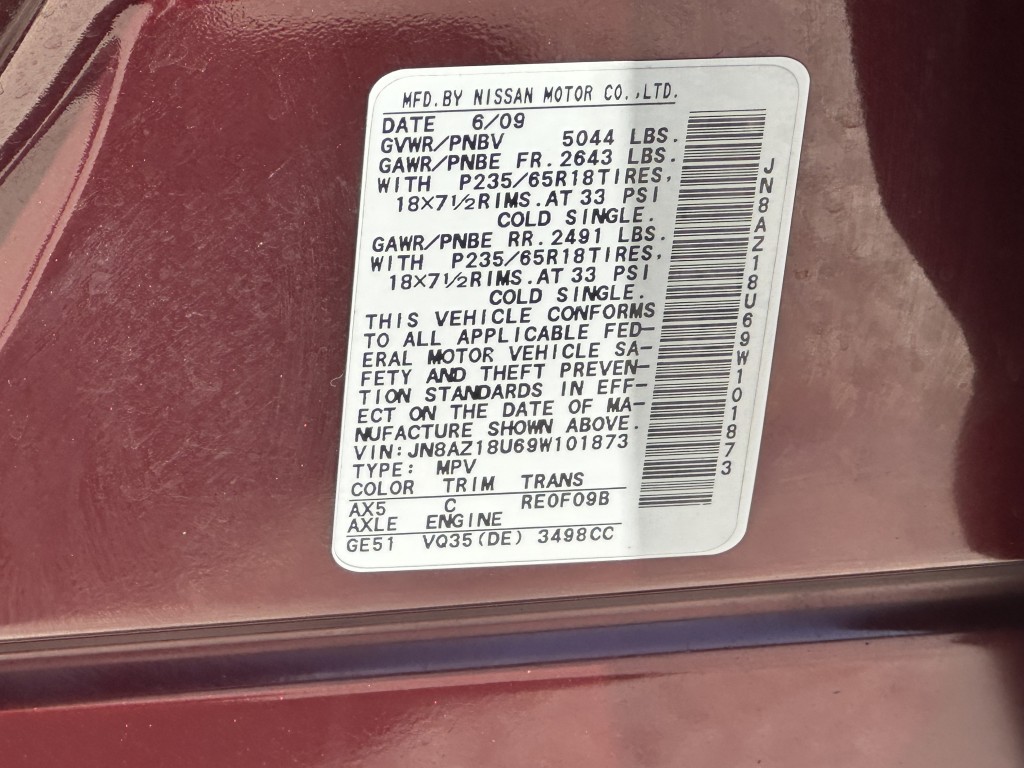 MFD.BY NISSAN MOTOR CO.,LTD.
DATE 6/09
GVWR/PNBV 5044 LBS.
GAWR/PNBE FR.2643 LBS.
WITH P235/65R18TIRES,
18×7½RIMS.AT 33 PSI
COLD SINGLE.
GAWR/PNBE RR.2491 LBS.
WITH P235/65R18TIRES,
18×7½RIMS.AT 33 PSI
COLD SINGLE.
THIS VEHICLE CONFORMS
TO ALL APPLICABLE FED-
ERAL MOTOR VEHICLE SA-
FETY AND THEFT PREVEN-
TION STANDARDS IN EFF-
ECT ON THE DATE OF MA-
NUFACTURE SHOWN ABOVE.
VIN:JN8AZ18U69W101873
TYPE: MPV
COLOR TRIM TRANS
AX5 C RE0F09B
AXLE ENGINE
GE51 VQ35(DE) 3498CC
JN8AZ18U69W101873